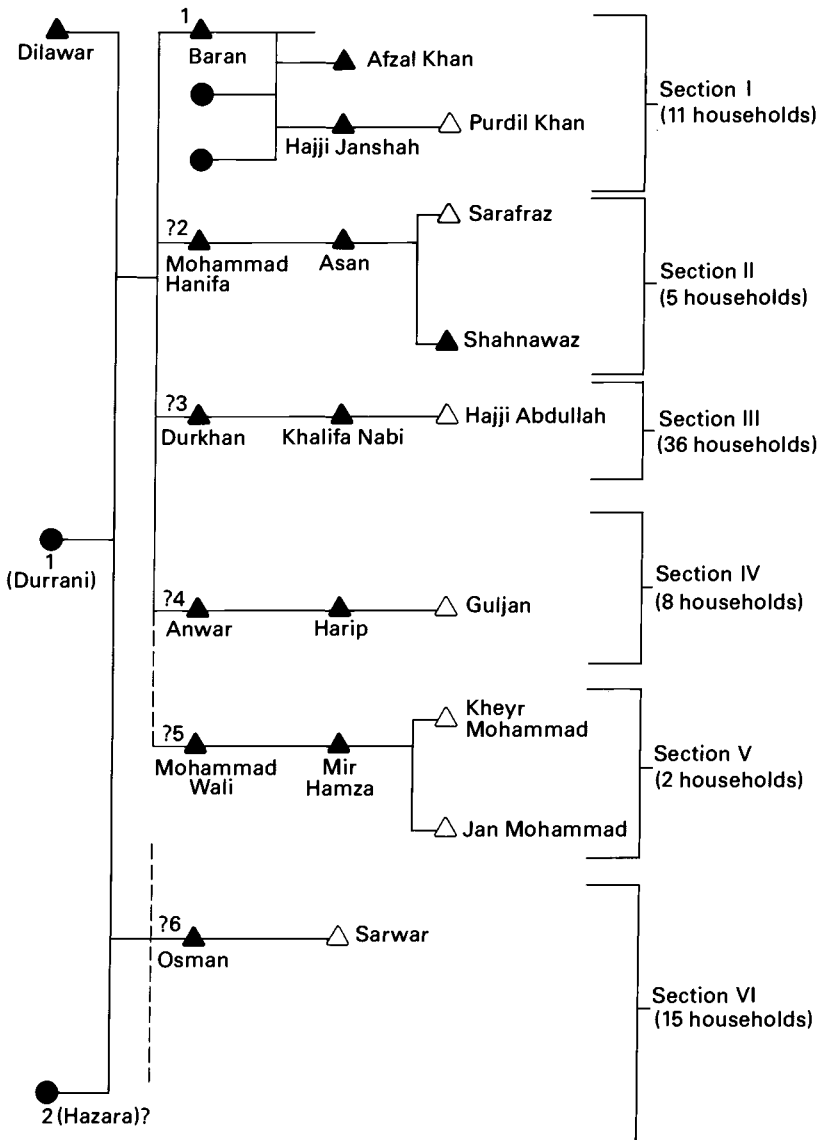 1
Dilawar
Baran
Afzal Khan
Hajji Janshah
Purdil Khan
Section I
(11 households)
?2
Mohammad
Hanifa
Asan
Sarafraz
Shahnawaz
Section II
(5 households)
?3
Durkhan
Khalifa Nabi
Hajji Abdullah
Section III
(36 households)
1
(Durrani)
?4
Anwar
Harip
Guljan
Section IV
(8 households)
?5
Mohammad
Wali
Mir
Hamza
Kheyr
Mohammad
Jan Mohammad
Section V
(2 households)
?6
Osman
Sarwar
Section VI
(15 households)
2 (Hazara)?